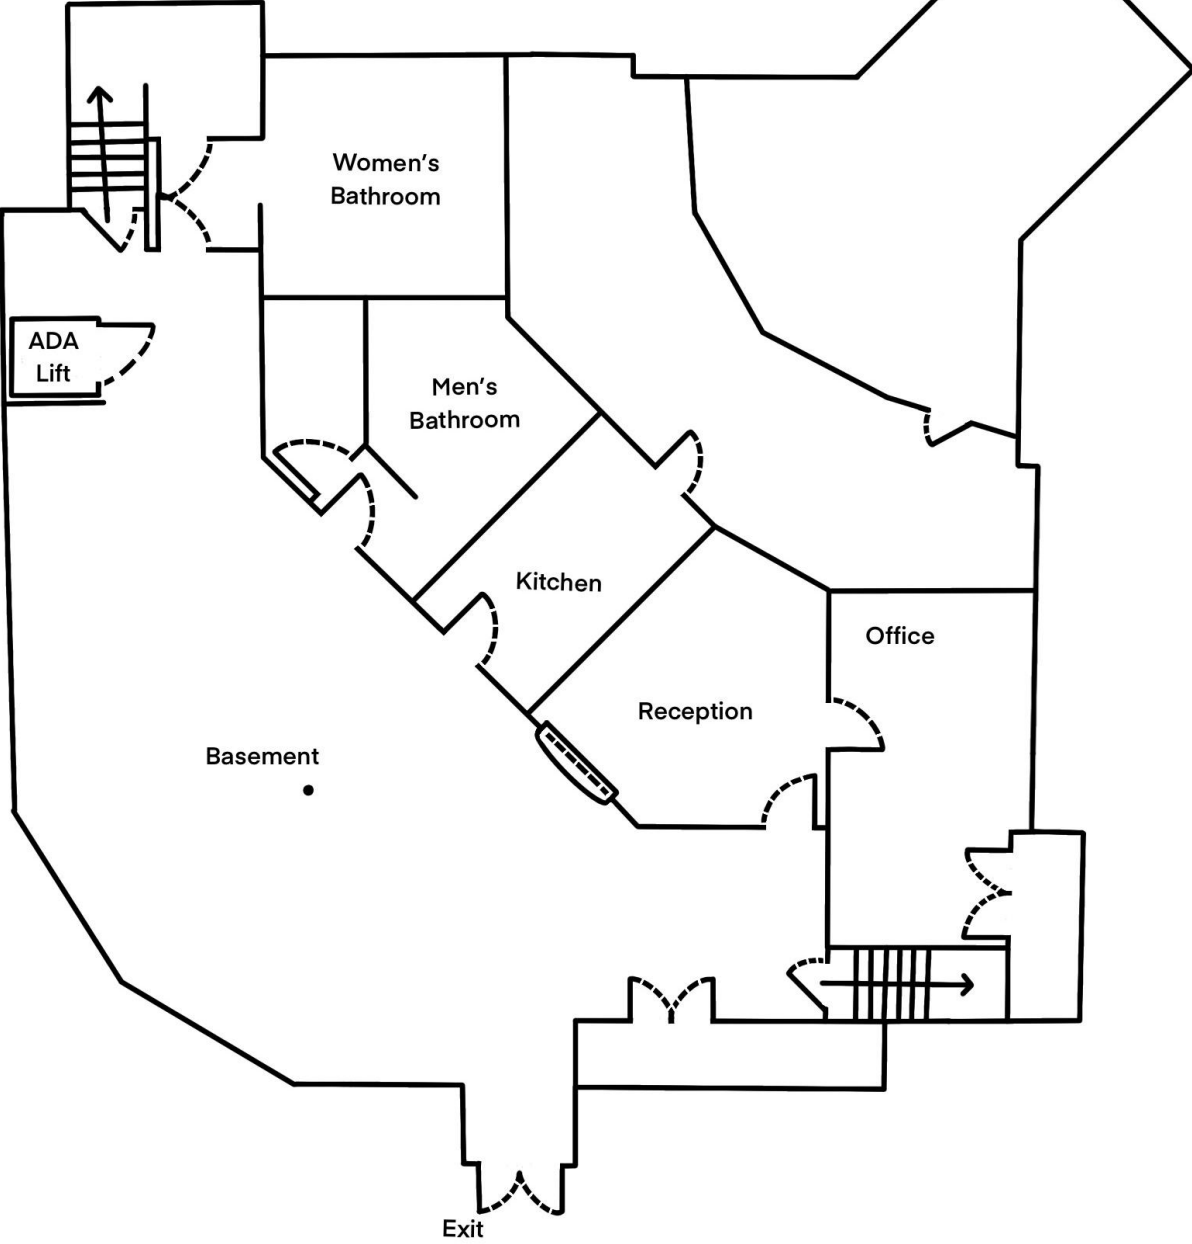 Women's
Bathroom
ADA
Lift
Men's
Bathroom
Kitchen
Office
Reception
Basement
Exit